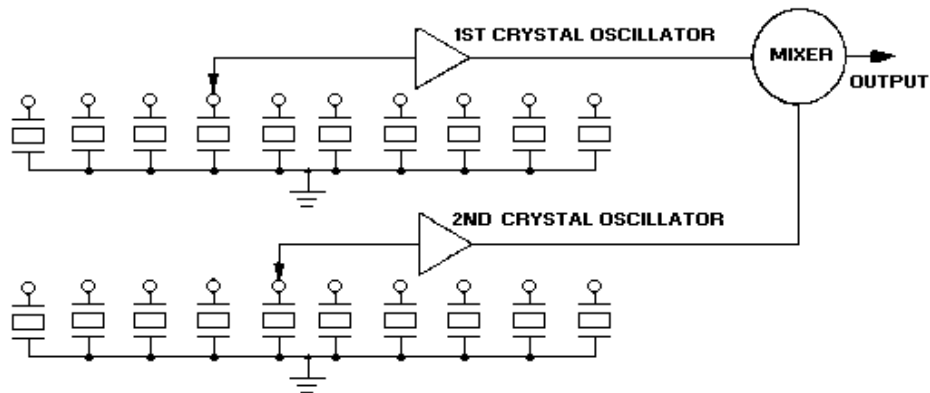 1ST CRYSTAL OSCILLATOR
MIXER
OUTPUT
2ND CRYSTAL OSCILLATOR